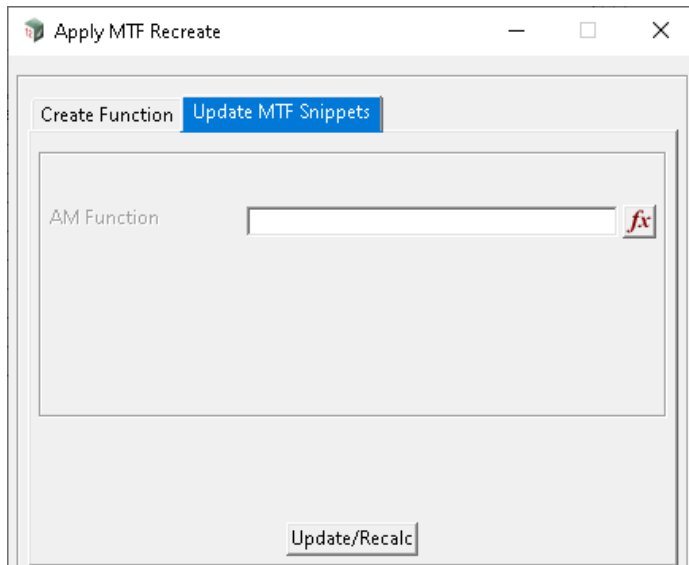 Apply MTF Recreate
Create Function
Update MTF Snippets
AM Function
fx
Update/Recalc